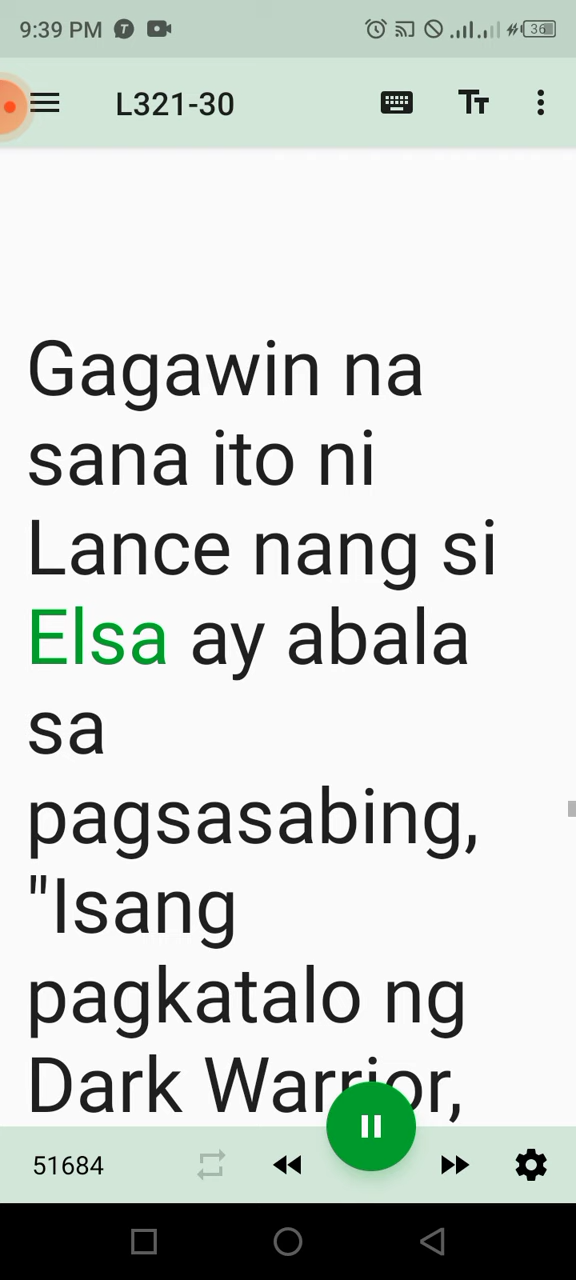 9:39 PM
36
L321-30
Gagawin na
sana ito ni
Lance nang si
Elsa ay abala
sa
pagsasabing,
"Isang
pagkatalo ng
Dark Warrior,
51684